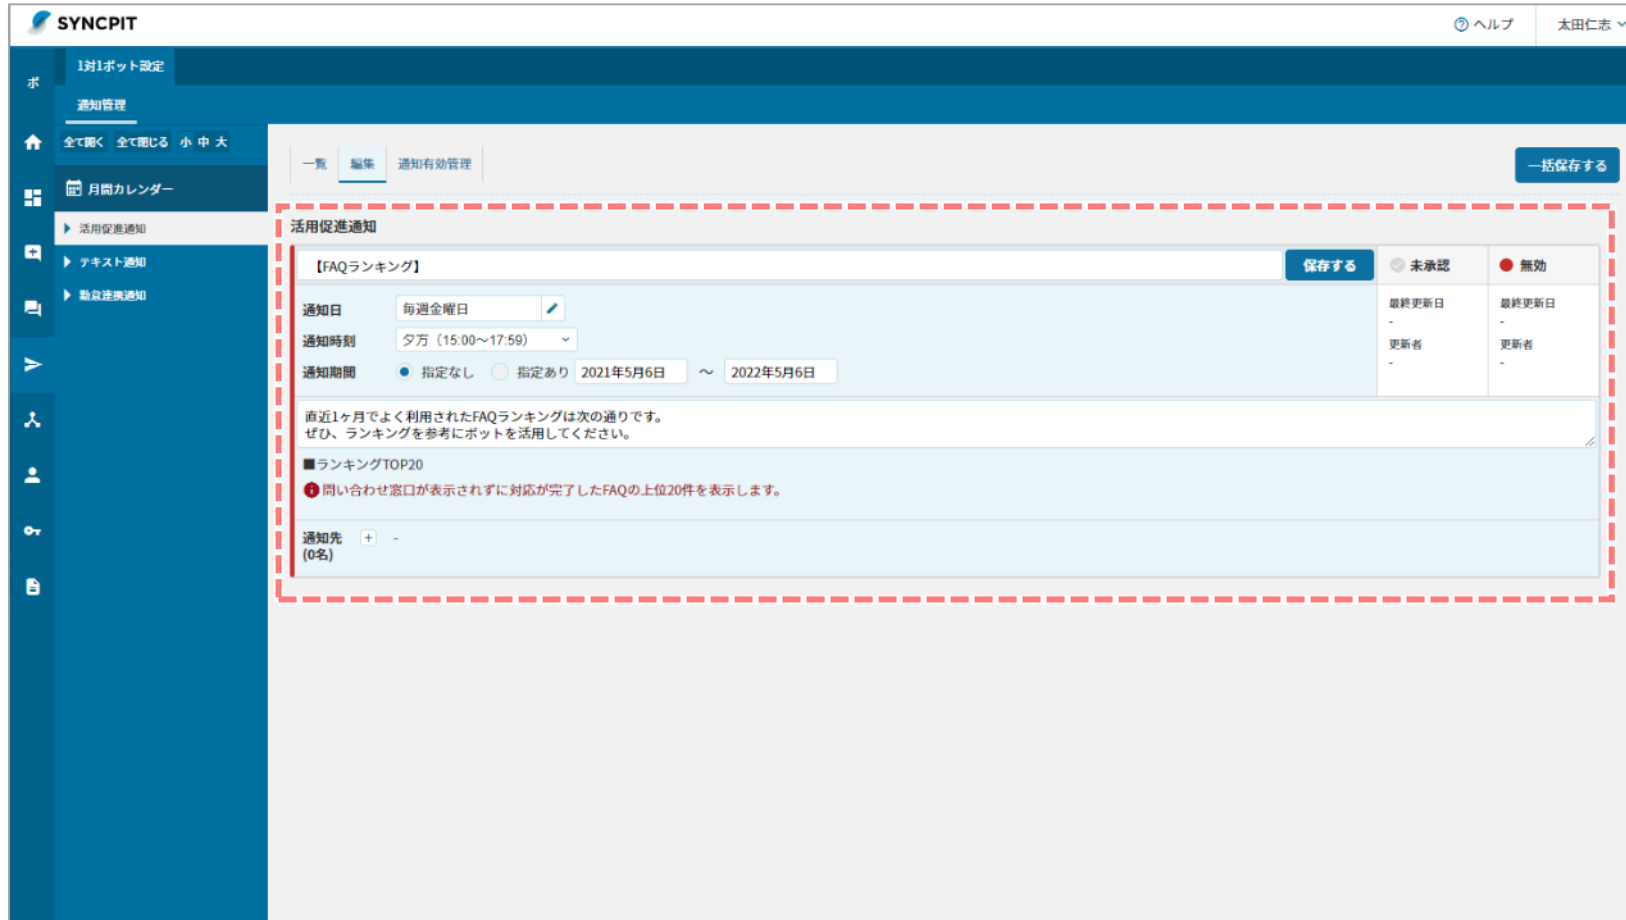 SYNCPIT
ヘルプ
太田仁志
ボ
1対1ボット設定
通知管理
全て開く 全て閉じる 小 中 大
月間カレンダー
活用促進通知
テキスト通知
勤怠連携通知
一覧 編集 通知有効管理
一括保存する
活用促進通知
【FAQランキング】
保存する
未承認
無効
通知日 毎週金曜日
通知時刻 夕方（15:00～17:59）
通知期間 指定なし 指定あり 2021年5月6日 ～ 2022年5月6日
最終更新日
-
更新者
-
最終更新日
-
更新者
-
直近1ヶ月でよく利用されたFAQランキングは次の通りです。
ぜひ、ランキングを参考にボットを活用してください。
■ランキングTOP20
問い合わせ窓口が表示されずに対応が完了したFAQの上位20件を表示します。
通知先 + -
(0名)